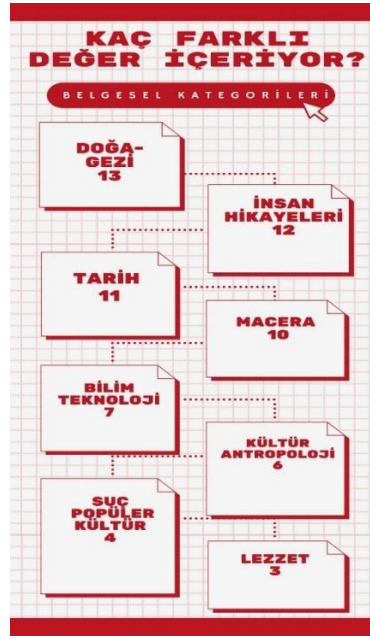 KAÇ FARKLI
DEĞER İÇERİYOR?
BELGESEL KATEGORİLERİ
DOĞA-
GEZİ
13
İNSAN
HİKAYELERİ
12
TARİH
11
MACERA
10
BİLİM
TEKNOLOJİ
7
KÜLTÜR
ANTROPOLOJİ
6
SUÇ
POPÜLER
KÜLTÜR
4
LEZZET
3